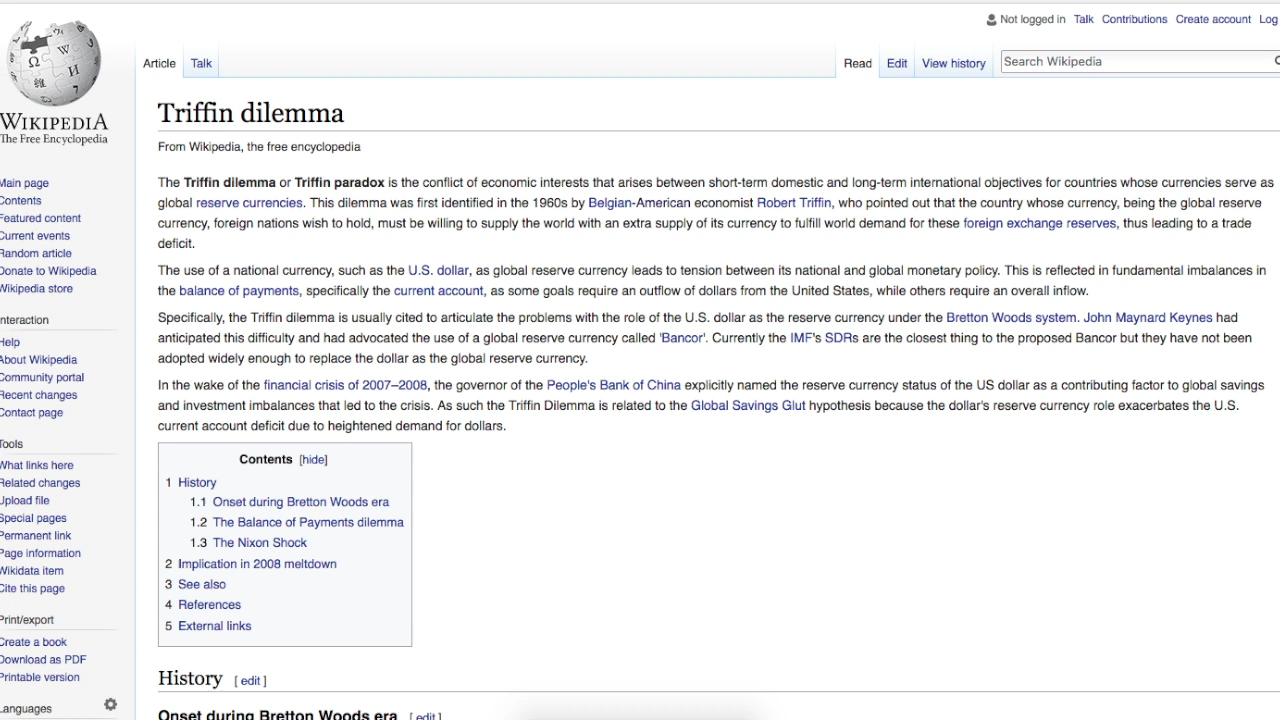 Not logged in Talk Contributions Create account Log
Article Talk
Read Edit View history
Search Wikipedia
WIKIPEDIA
The Free Encyclopedia
Main page
Contents
Featured content
Current events
Random article
Donate to Wikipedia
Wikipedia store
Interaction
Help
About Wikipedia
Community portal
Recent changes
Contact page
Tools
What links here
Related changes
Upload file
Special pages
Permanent link
Page information
Wikidata item
Cite this page
Print/export
Create a book
Download as PDF
Printable version
Languages
Triffin dilemma
From Wikipedia, the free encyclopedia
The Triffin dilemma or Triffin paradox is the conflict of economic interests that arises between short-term domestic and long-term international objectives for countries whose currencies serve as
global reserve currencies. This dilemma was first identified in the 1960s by Belgian-American economist Robert Triffin, who pointed out that the country whose currency, being the global reserve
currency, foreign nations wish to hold, must be willing to supply the world with an extra supply of its currency to fulfill world demand for these foreign exchange reserves, thus leading to a trade
deficit.
The use of a national currency, such as the U.S. dollar, as global reserve currency leads to tension between its national and global monetary policy. This is reflected in fundamental imbalances in
the balance of payments, specifically the current account, as some goals require an outflow of dollars from the United States, while others require an overall inflow.
Specifically, the Triffin dilemma is usually cited to articulate the problems with the role of the U.S. dollar as the reserve currency under the Bretton Woods system. John Maynard Keynes had
anticipated this difficulty and had advocated the use of a global reserve currency called 'Bancor'. Currently the IMF's SDRs are the closest thing to the proposed Bancor but they have not been
adopted widely enough to replace the dollar as the global reserve currency.
In the wake of the financial crisis of 2007–2008, the governor of the People's Bank of China explicitly named the reserve currency status of the US dollar as a contributing factor to global savings
and investment imbalances that led to the crisis. As such the Triffin Dilemma is related to the Global Savings Glut hypothesis because the dollar's reserve currency role exacerbates the U.S.
current account deficit due to heightened demand for dollars.
Contents [hide]
1 History
1.1 Onset during Bretton Woods era
1.2 The Balance of Payments dilemma
1.3 The Nixon Shock
2 Implication in 2008 meltdown
3 See also
4 References
5 External links
History [ edit ]
Onset during Bretton Woods era [ edit ]